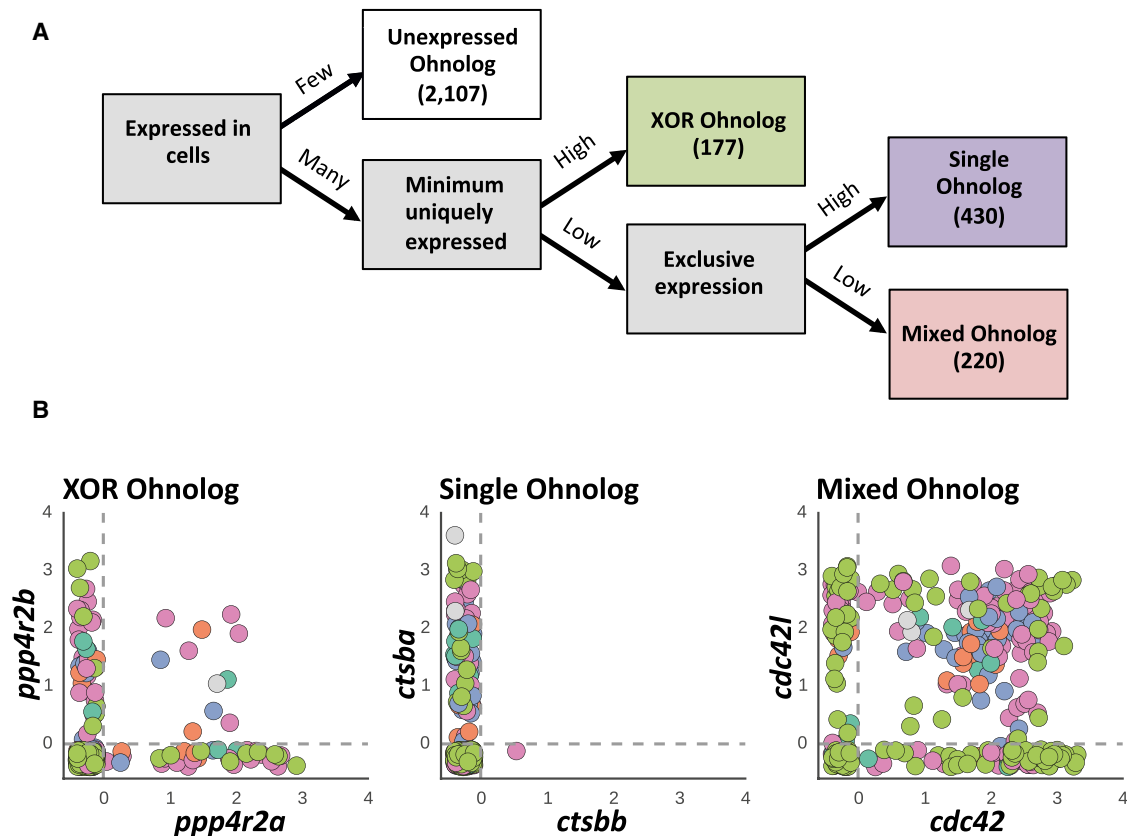 A
Expressed in
cells
Few
Many
Unexpressed
Ohnolog
(2,107)
Minimum
uniquely
expressed
High
Low
XOR Ohnolog
(177)
Exclusive
expression
High
Low
Single
Ohnolog
(430)
Mixed Ohnolog
(220)
B
XOR Ohnolog
4
3
2
1
0
ppp4r2b
0 1 2 3 4
ppp4r2a
Single Ohnolog
4
3
2
1
0
ctsba
0 1 2 3 4
ctsbb
Mixed Ohnolog
4
3
2
1
0
cdc42l
0 1 2 3 4
cdc42